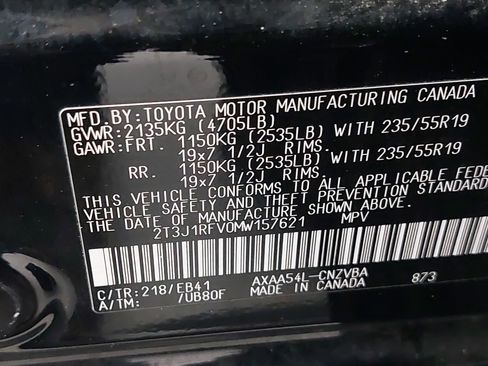 MFD. BY: TOYOTA MOTOR MANUFACTURING CANADA
GVWR: 2135KG (4705LB)
GAWR: FRT. 1150KG (2535LB) WITH 235/55R19
19x7 1/2J RIMS.
RR. 1150KG (2535LB) WITH 235/55R19
19x7 1/2J RIMS.
THIS VEHICLE CONFORMS TO ALL APPLICABLE FEDE
VEHICLE SAFETY AND THEFT PREVENTION STANDARD
THE DATE OF MANUFACTURE SHOWN ABOVE.
2T3J1RFV0MW157621 MPV
C/TR: 218/EB41 AXAA54L-CNZVBA 873
A/TM: /UB80F MADE IN CANADA